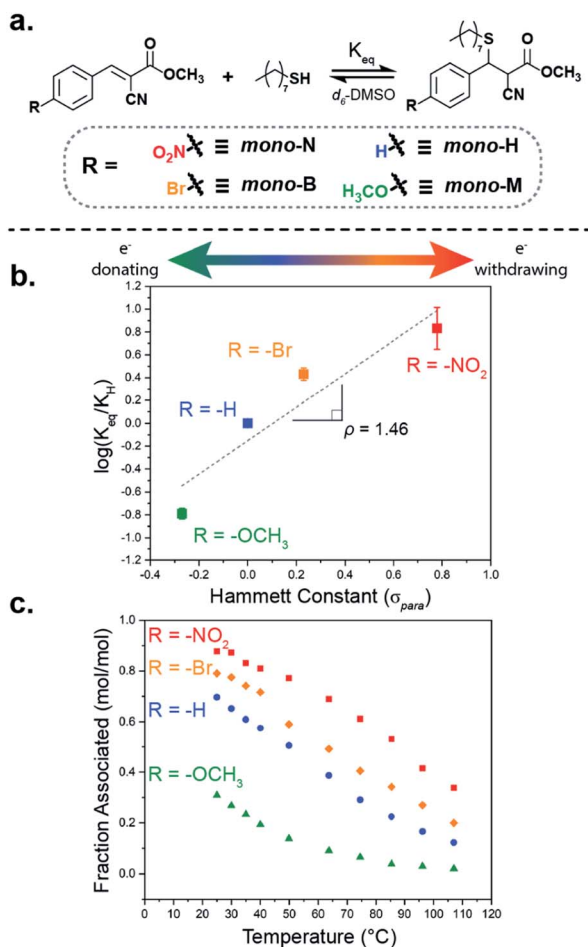 a.
O
OCH₃
CN
R
+
( )₇ SH
K_eq
d₆-DMSO
( )₇ S
O
OCH₃
CN
R
R =
O₂N ≡ mono-N
H ≡ mono-H
Br ≡ mono-B
H₃CO ≡ mono-M
e⁻ donating
e⁻ withdrawing
b.
log(K_eq/K_H)
1.2
1.0
0.8
0.6
0.4
0.2
0.0
-0.2
-0.4
-0.6
-0.8
-1.0
-1.2
R = -Br
R = -NO₂
R = -H
ρ = 1.46
R = -OCH₃
-0.4 -0.2 0.0 0.2 0.4 0.6 0.8 1.0
Hammett Constant (σ_para)
c.
Fraction Associated (mol/mol)
1.0
0.8
0.6
0.4
0.2
0.0
R = -NO₂
R = -Br
R = -H
R = -OCH₃
0 10 20 30 40 50 60 70 80 90 100 110 120
Temperature (°C)